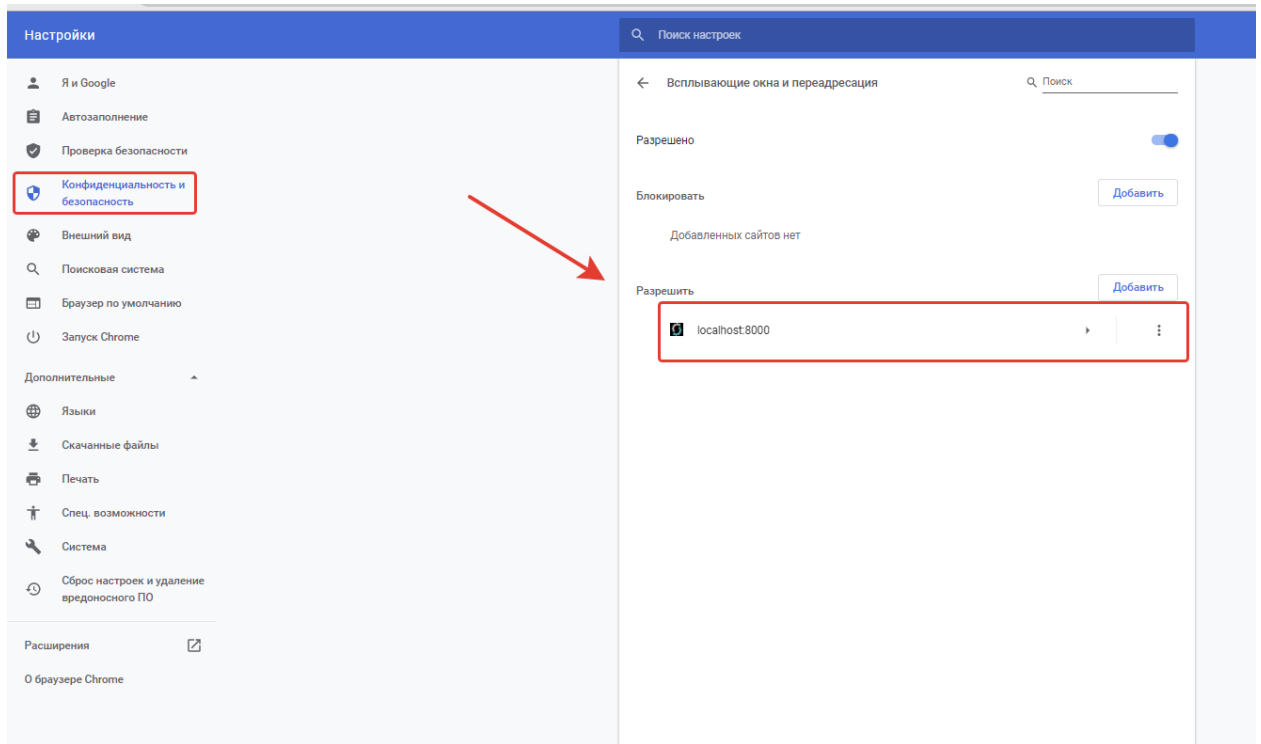 Настройки
Поиск настроек
Я и Google
Автозаполнение
Проверка безопасности
Конфиденциальность и
безопасность
Внешний вид
Поисковая система
Браузер по умолчанию
Запуск Chrome
Дополнительные
Языки
Скачанные файлы
Печать
Спец. возможности
Система
Сброс настроек и удаление
вредоносного ПО
Расширения
О браузере Chrome
Всплывающие окна и переадресация
Поиск
Разрешено
Блокировать
Добавить
Добавленных сайтов нет
Разрешить
Добавить
localhost:8000